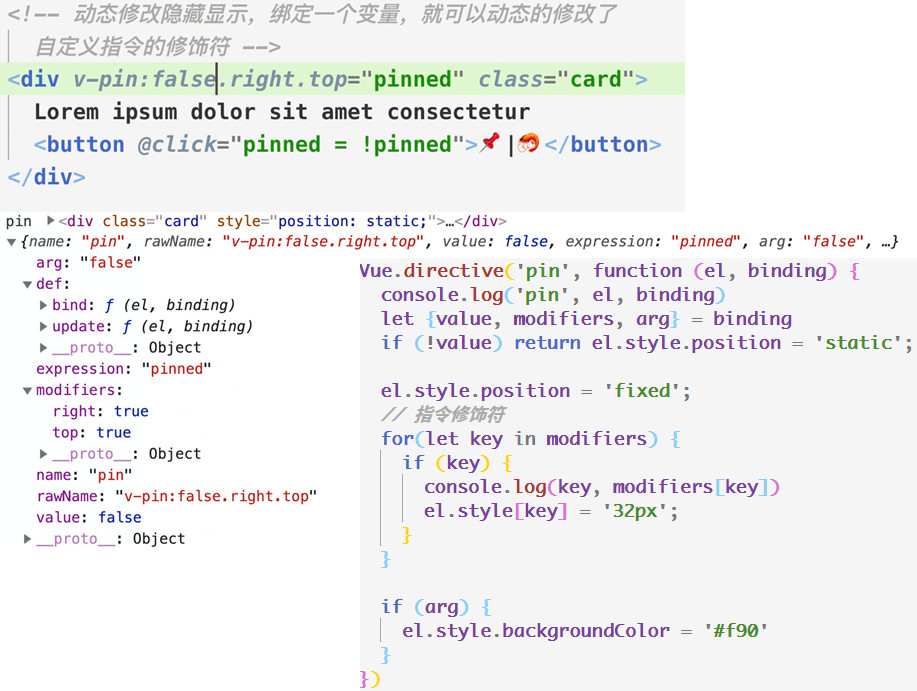 <!-- 动态修改隐藏显示，绑定一个变量，就可以动态的修改了
自定义指令的修饰符 -->
<div v-pin:false.right.top="pinned" class="card">
Lorem ipsum dolor sit amet consectetur
<button @click="pinned = !pinned">📌|🎅</button>
</div>
pin ▶<div class="card" style="position: static;">…</div>
▼{name: "pin", rawName: "v-pin:false.right.top", value: false, expression: "pinned", arg: "false", …}
arg: "false"
▼def:
▶bind: ƒ (el, binding)
▶update: ƒ (el, binding)
▶__proto__: Object
expression: "pinned"
▼modifiers:
right: true
top: true
▶__proto__: Object
name: "pin"
rawName: "v-pin:false.right.top"
value: false
▶__proto__: Object
Vue.directive('pin', function (el, binding) {
console.log('pin', el, binding)
let {value, modifiers, arg} = binding
if (!value) return el.style.position = 'static';
el.style.position = 'fixed';
// 指令修饰符
for(let key in modifiers) {
if (key) {
console.log(key, modifiers[key])
el.style[key] = '32px';
}
}
if (arg) {
el.style.backgroundColor = '#f90'
}
})